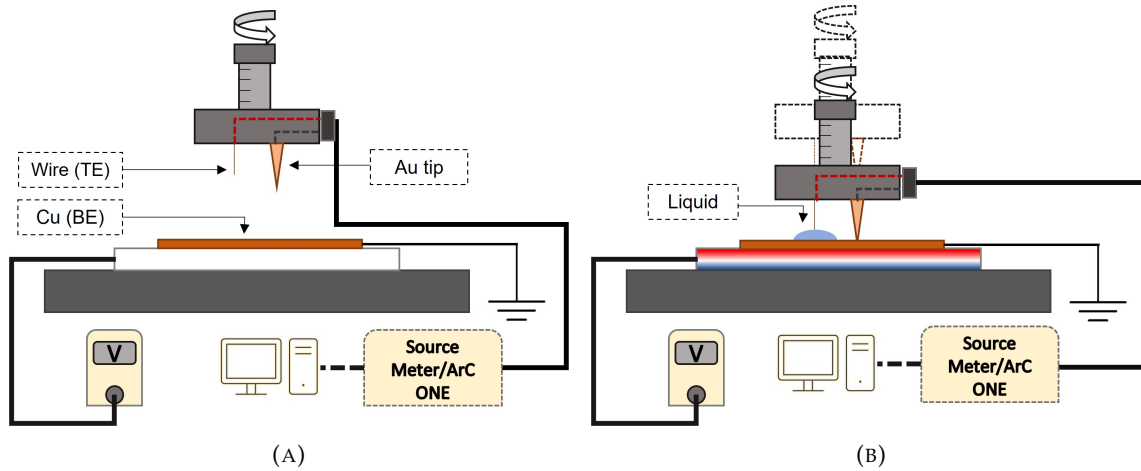 Wire (TE)
Au tip
Cu (BE)
V
Source
Meter/ArC
ONE
(A)
Liquid
V
Source
Meter/ArC
ONE
(B)